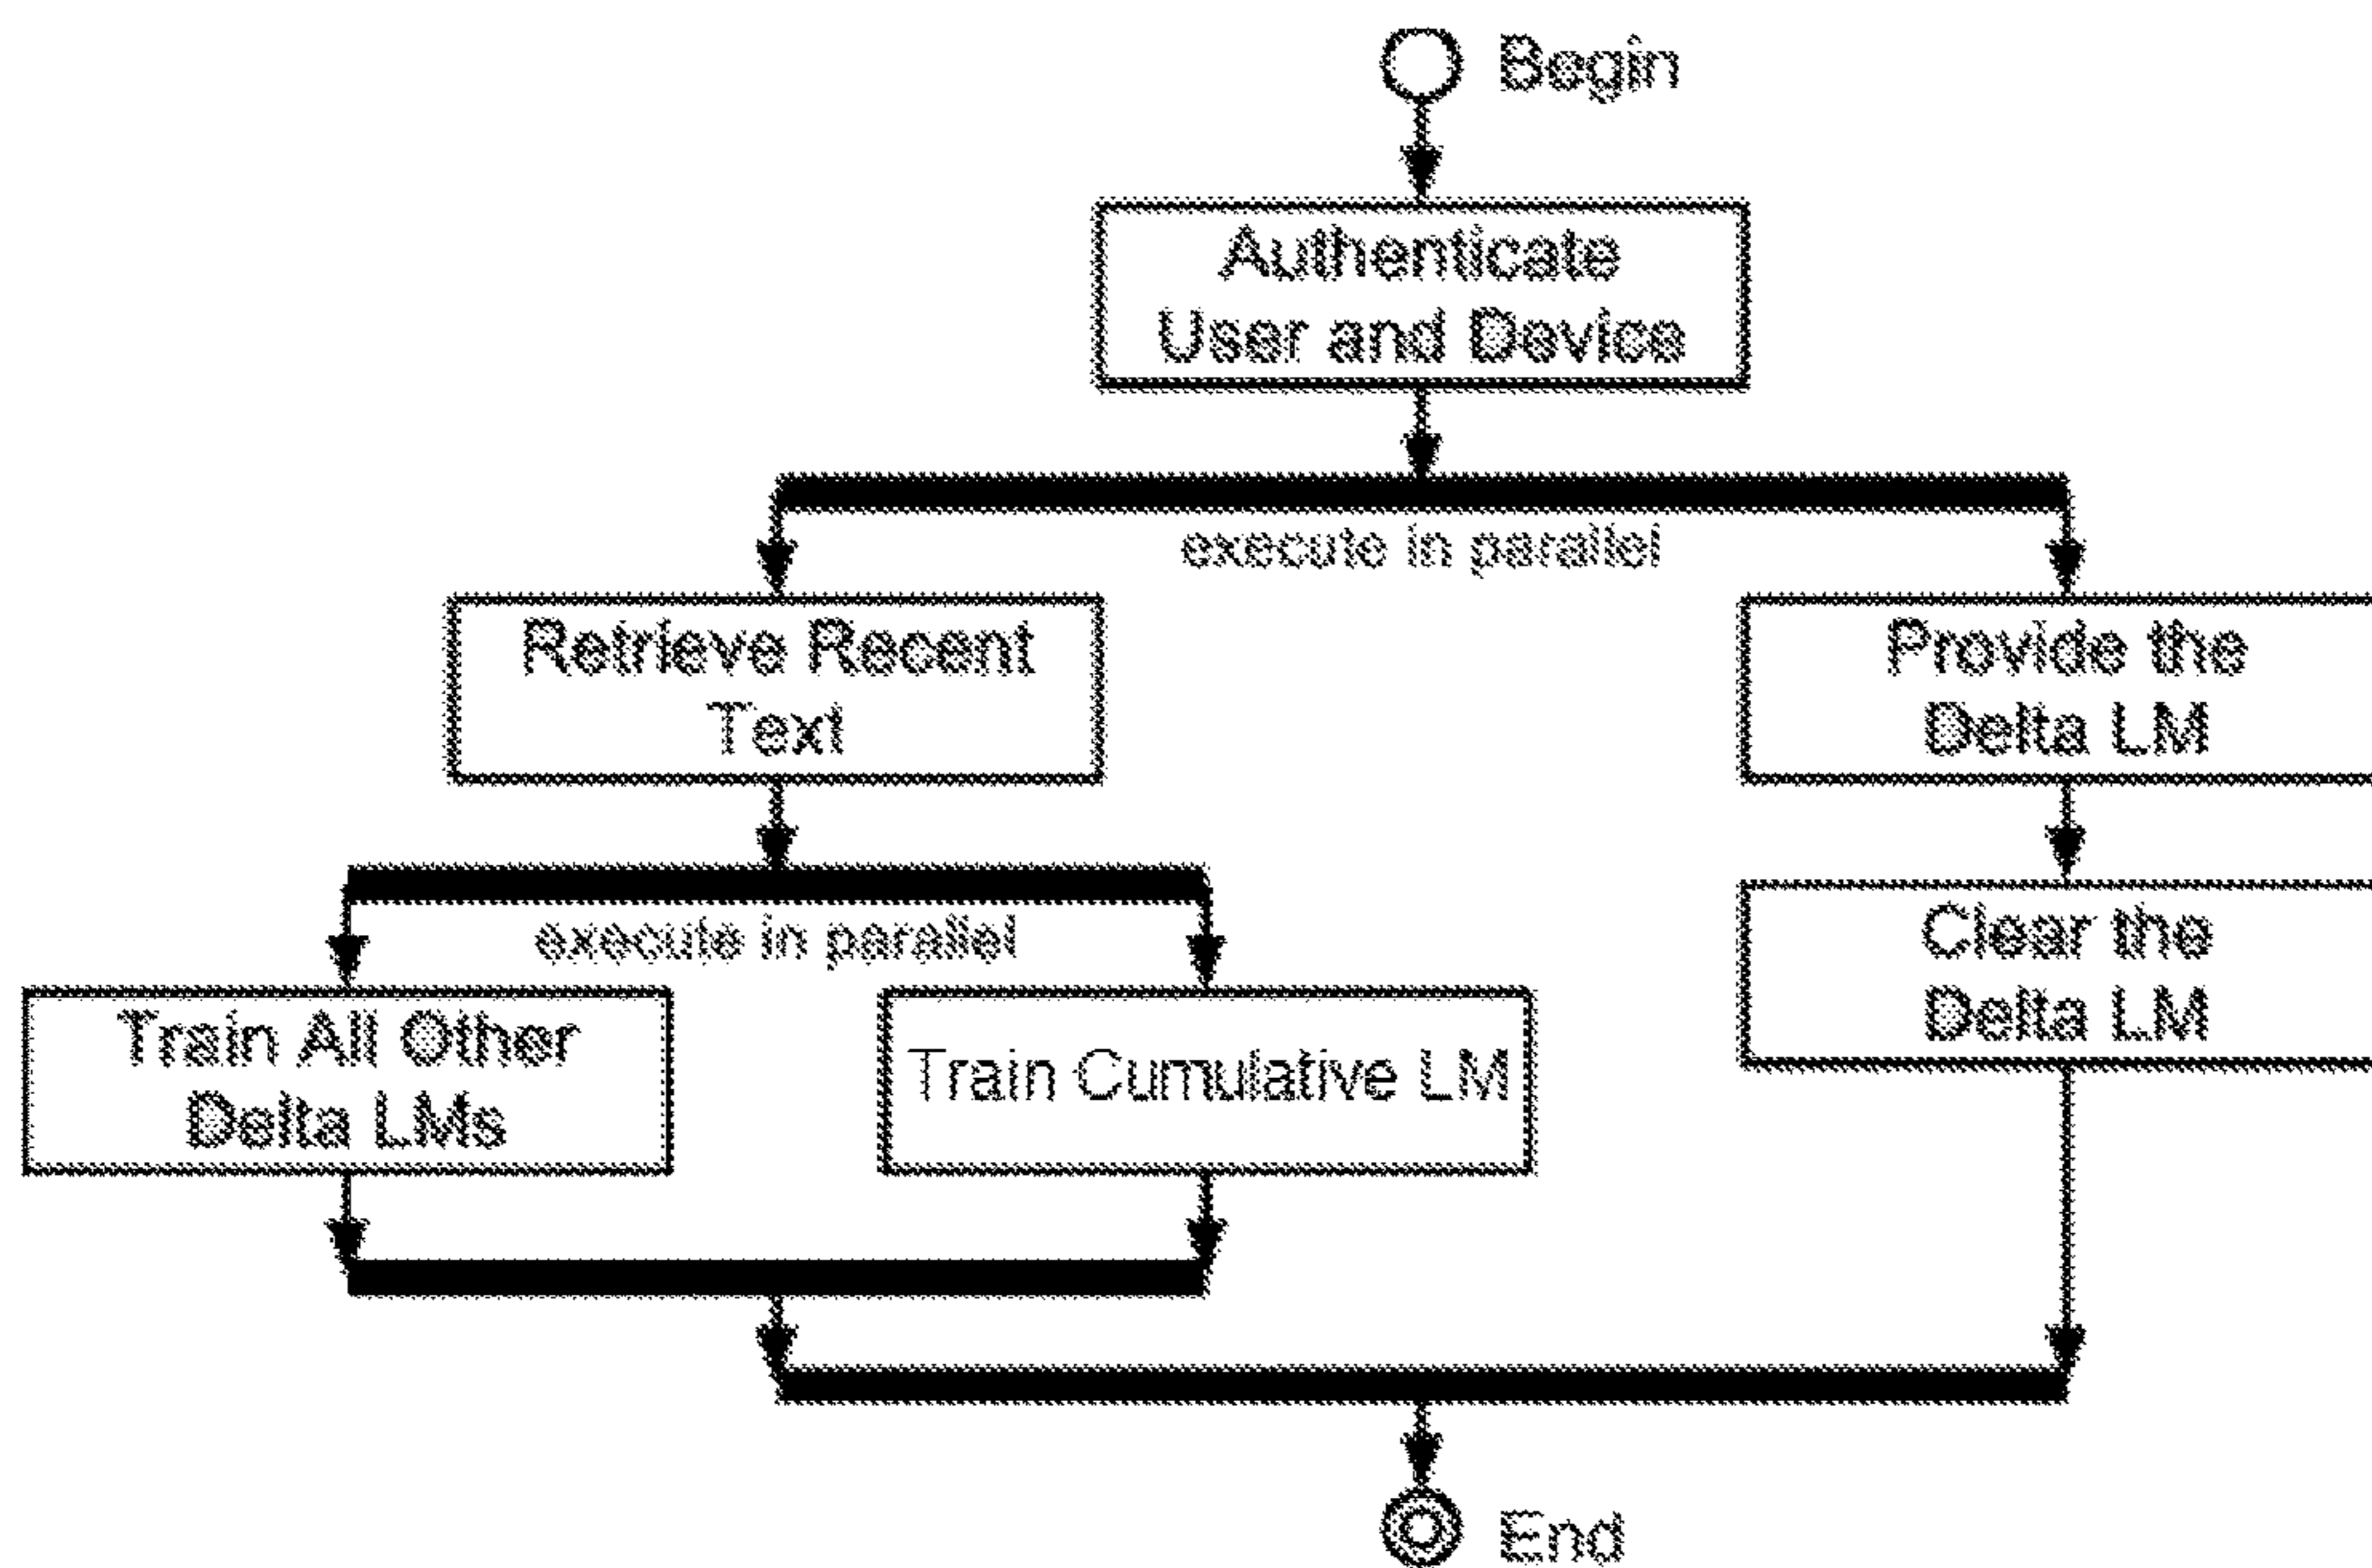 Begin
Authenticate
User and Device
execute in parallel
Retrieve Recent
Text
Provide the
Delta LM
execute in parallel
Clear the
Delta LM
Train All Other
Delta LMs
Train Cumulative LM
End